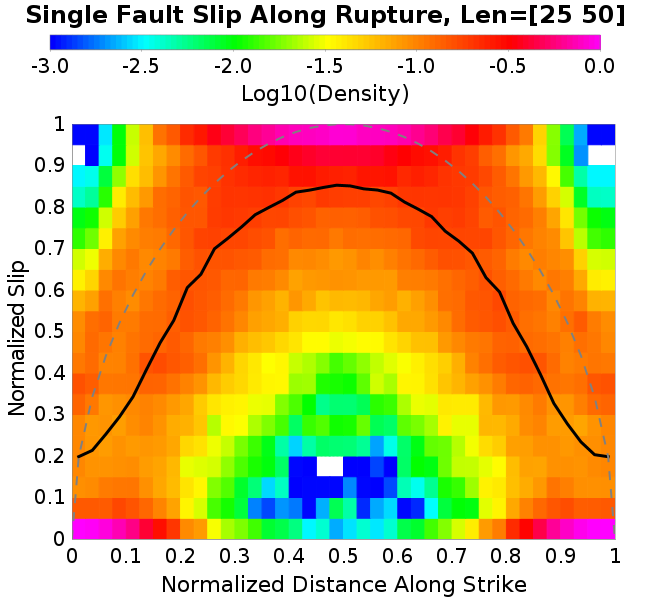 Single Fault Slip Along Rupture, Len=[25 50]
-3.0 -2.5 -2.0 -1.5 -1.0 -0.5 0.0
Log10(Density)
1
0.9
0.8
0.7
0.6
0.5
0.4
0.3
0.2
0.1
0
Normalized Slip
0 0.1 0.2 0.3 0.4 0.5 0.6 0.7 0.8 0.9 1
Normalized Distance Along Strike